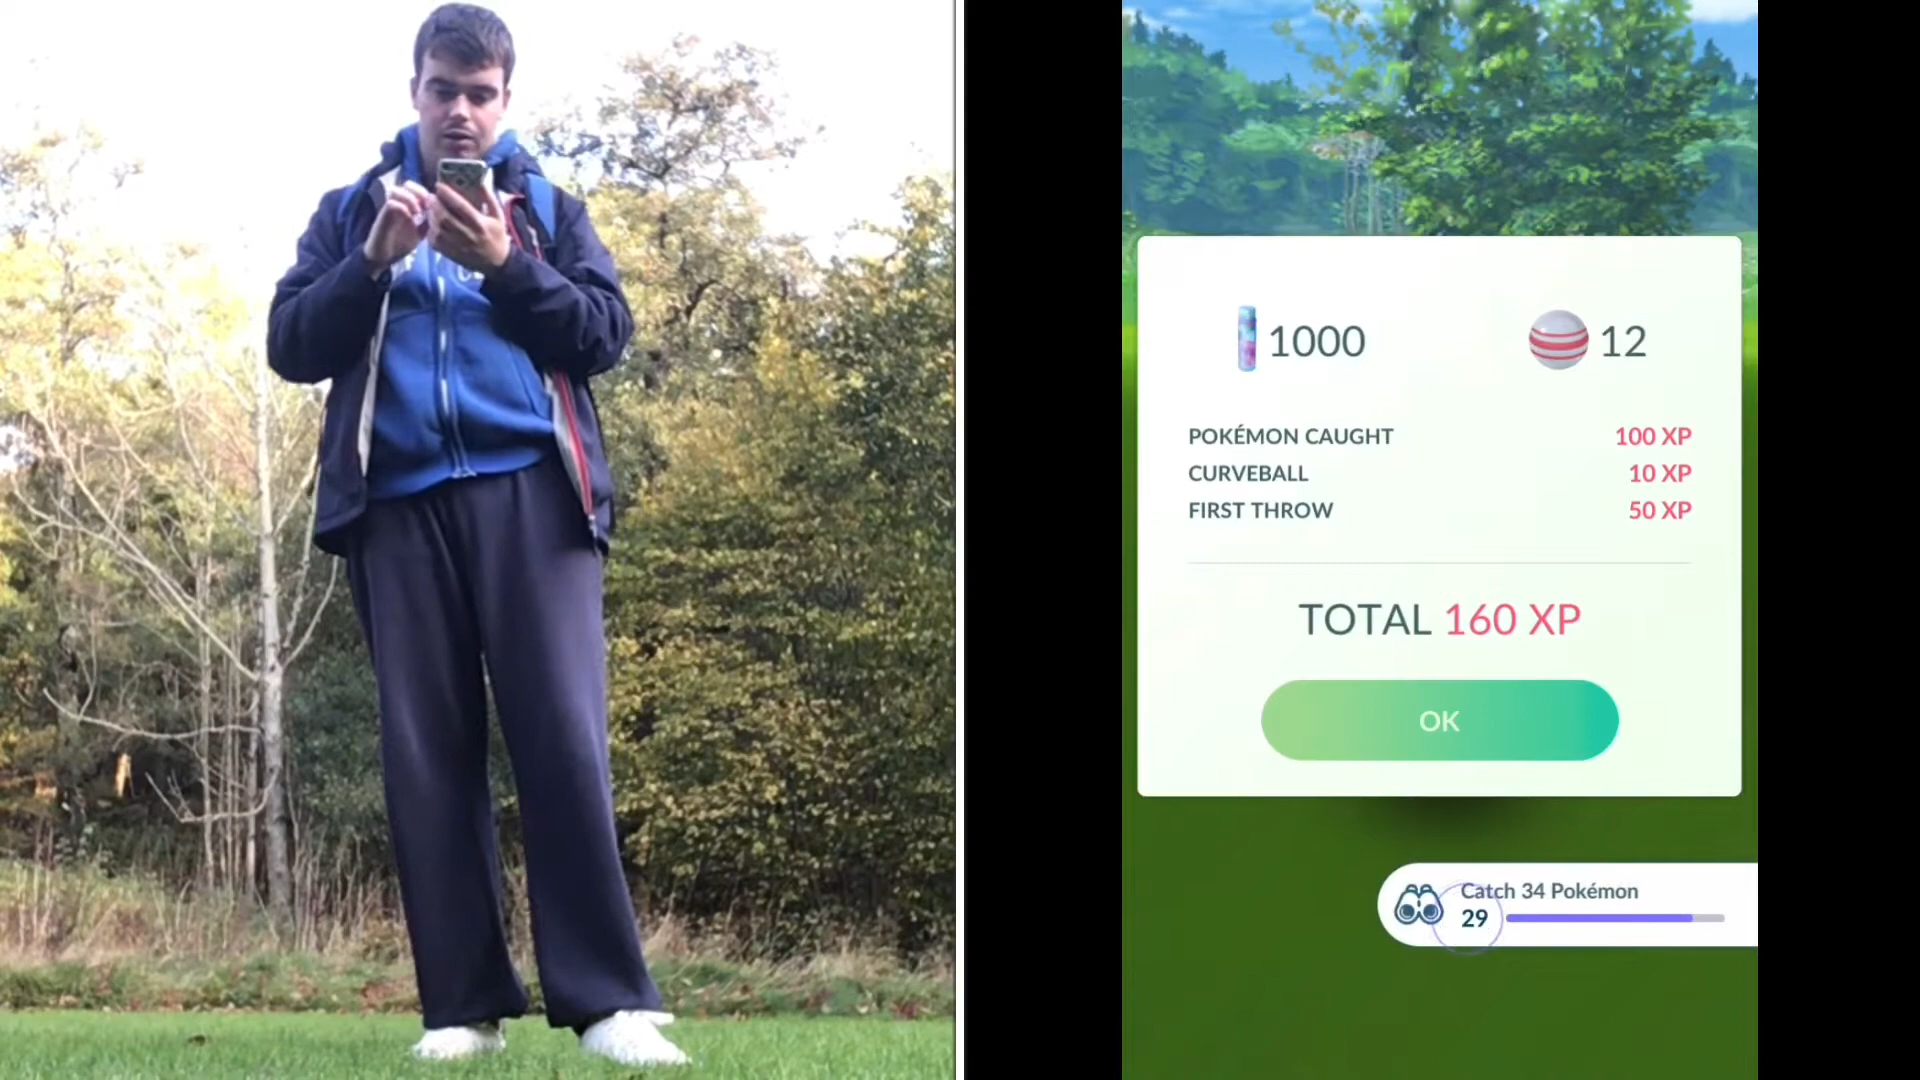 1000
12
POKÉMON CAUGHT 100 XP
CURVEBALL 10 XP
FIRST THROW 50 XP
TOTAL 160 XP
OK
Catch 34 Pokémon
29